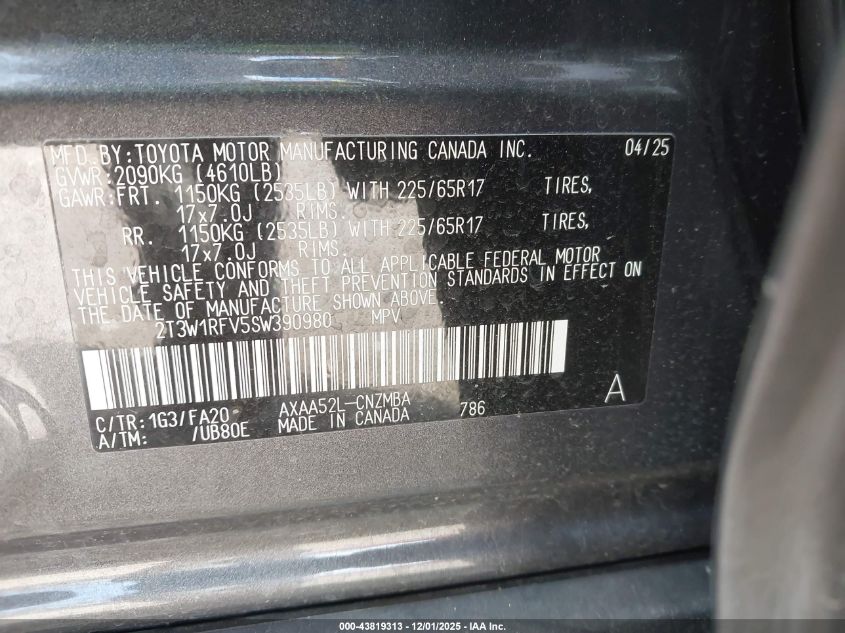 MFD. BY: TOYOTA MOTOR MANUFACTURING CANADA INC. 04/25
GVWR: 2090KG (4610LB)
GAWR: FRT. 1150KG (2535LB) WITH 225/65R17 TIRES,
17x7.0J RIMS.
RR. 1150KG (2535LB) WITH 225/65R17 TIRES,
17x7.0J RIMS.
THIS VEHICLE CONFORMS TO ALL APPLICABLE FEDERAL MOTOR
VEHICLE SAFETY AND THEFT PREVENTION STANDARDS IN EFFECT ON
THE DATE OF MANUFACTURE SHOWN ABOVE.
2T3W1RFV5SW390980 MPV
C/TR: 1G3/FA20 AXAA52L-CNZMBA 786 A
A/TM: /UB80E MADE IN CANADA
000-43819313 - 12/01/2025 - IAA Inc.